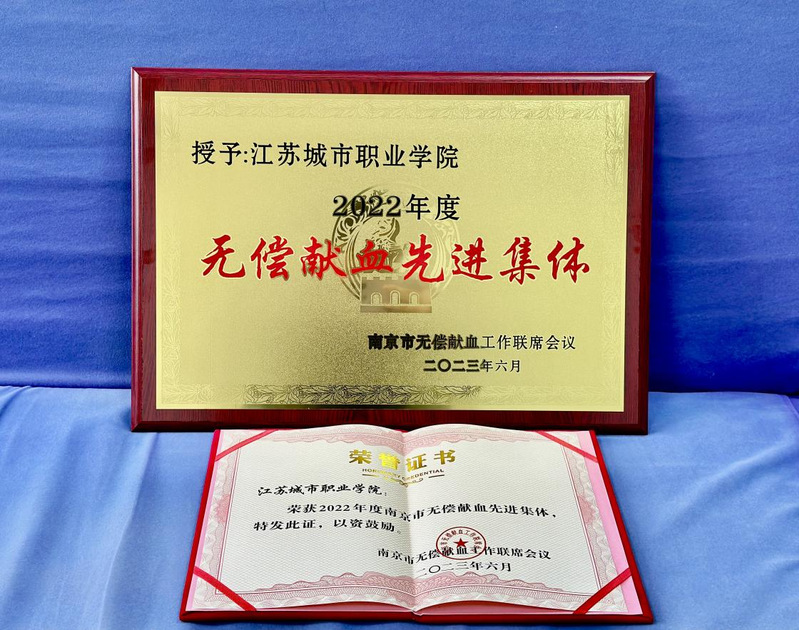 授予:江苏城市职业学院
2022年度
无偿献血先进集体
南京市无偿献血工作联席会议
二〇二三年六月
荣誉证书
HONORARY CREDENTIAL
江苏城市职业学院:
荣获2022年度南京市无偿献血先进集体,
特发此证,以资鼓励。
南京市无偿献血工作联席会议
二〇二三年六月